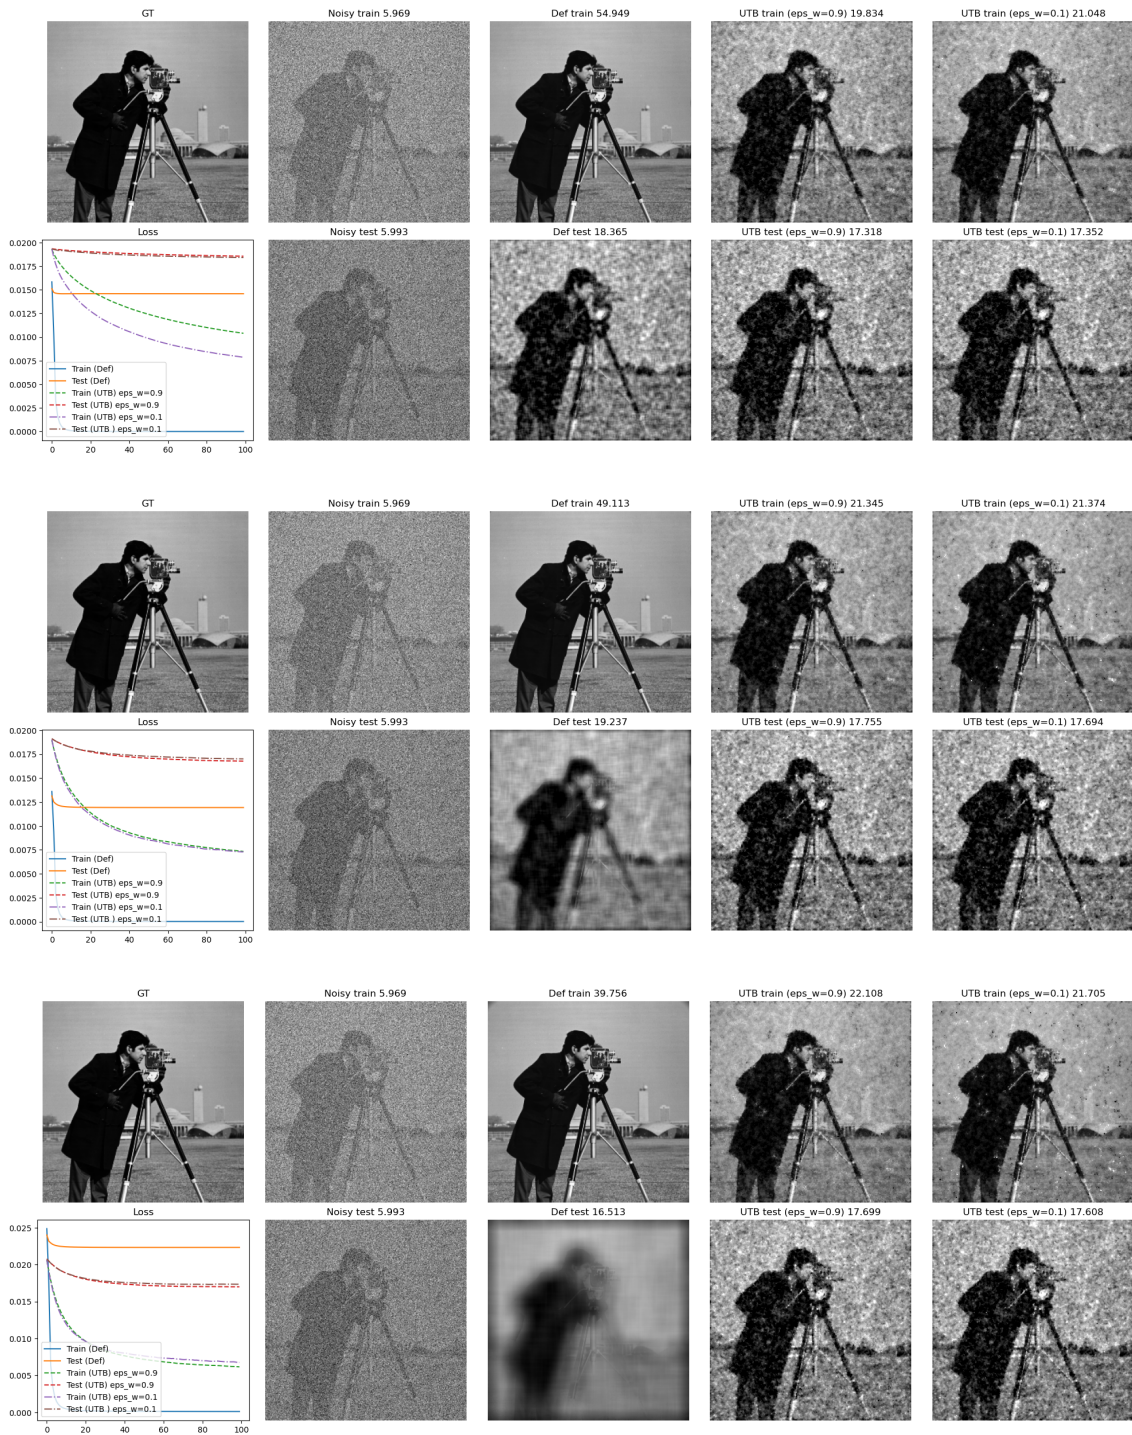 GT
Noisy train 5.969
Def train 54.949
UTB train (eps_w=0.9) 19.834
UTB train (eps_w=0.1) 21.048
Loss
Noisy test 5.993
Def test 18.365
UTB test (eps_w=0.9) 17.318
UTB test (eps_w=0.1) 17.352
0.0200
0.0175
0.0150
0.0125
0.0100
0.0075
0.0050
0.0025
0.0000
Train (Def)
Test (Def)
Train (UTB) eps_w=0.9
Test (UTB) eps_w=0.9
Train (UTB) eps_w=0.1
Test (UTB ) eps_w=0.1
0 20 40 60 80 100
GT
Noisy train 5.969
Def train 49.113
UTB train (eps_w=0.9) 21.345
UTB train (eps_w=0.1) 21.374
Loss
Noisy test 5.993
Def test 19.237
UTB test (eps_w=0.9) 17.755
UTB test (eps_w=0.1) 17.694
0.0200
0.0175
0.0150
0.0125
0.0100
0.0075
0.0050
0.0025
0.0000
Train (Def)
Test (Def)
Train (UTB) eps_w=0.9
Test (UTB) eps_w=0.9
Train (UTB) eps_w=0.1
Test (UTB ) eps_w=0.1
0 20 40 60 80 100
GT
Noisy train 5.969
Def train 39.756
UTB train (eps_w=0.9) 22.108
UTB train (eps_w=0.1) 21.705
Loss
Noisy test 5.993
Def test 16.513
UTB test (eps_w=0.9) 17.699
UTB test (eps_w=0.1) 17.608
0.025
0.020
0.015
0.010
0.005
0.000
Train (Def)
Test (Def)
Train (UTB) eps_w=0.9
Test (UTB) eps_w=0.9
Train (UTB) eps_w=0.1
Test (UTB ) eps_w=0.1
0 20 40 60 80 100